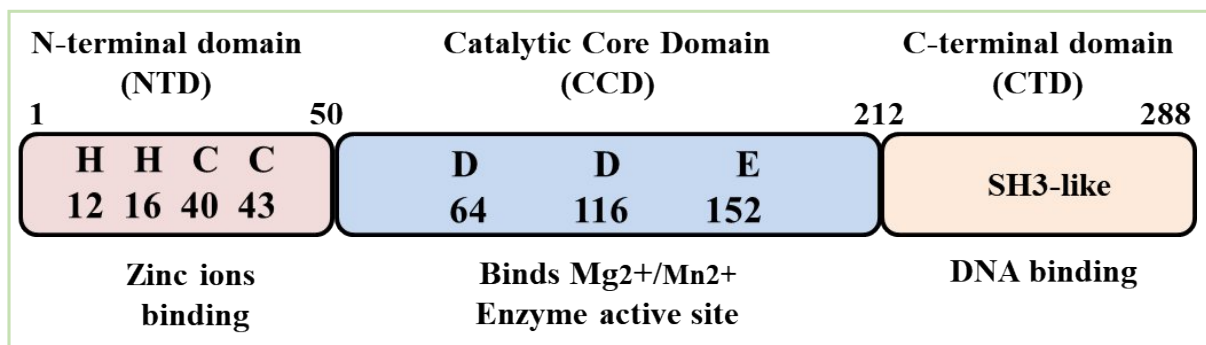 N-terminal domain
(NTD)
Catalytic Core Domain
(CCD)
C-terminal domain
(CTD)
1
50
212
288
H H C C
12 16 40 43
D D E
64 116 152
SH3-like
Zinc ions
binding
Binds Mg2+/Mn2+
Enzyme active site
DNA binding